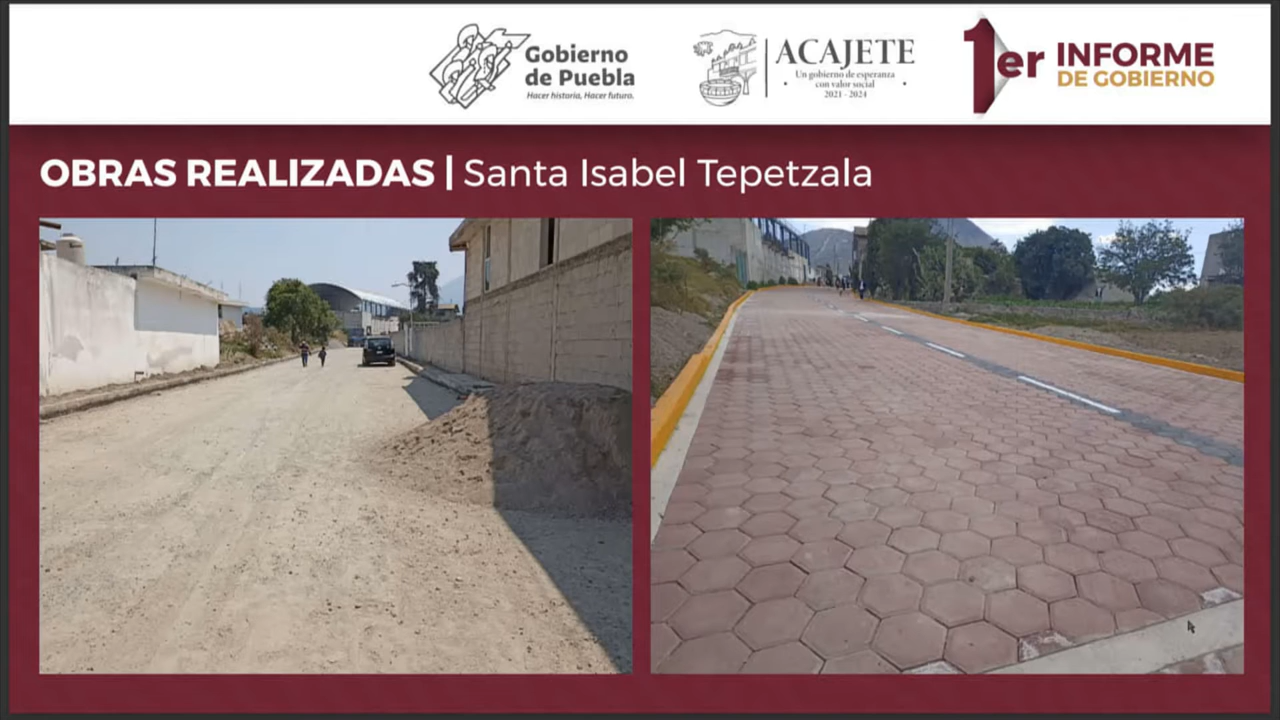 Gobierno
de Puebla
Hacer historia, Hacer futuro.
ACAJETE
Un gobierno de esperanza
con valor social
2021 - 2024
1er INFORME
DE GOBIERNO
OBRAS REALIZADAS | Santa Isabel Tepetzala